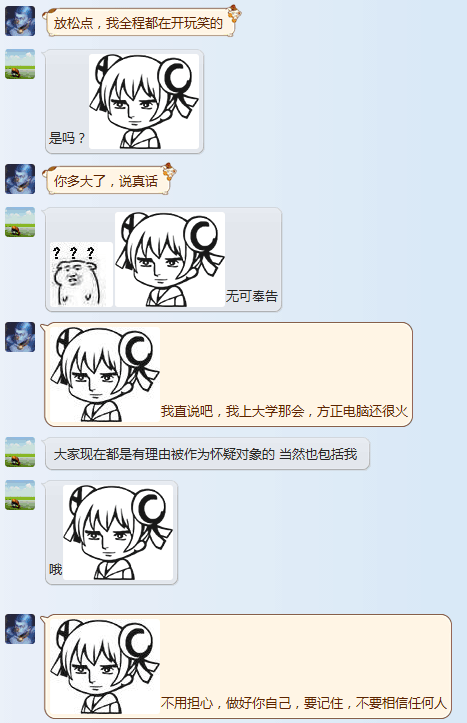 放松点，我全程都在开玩笑的
是吗？
你多大了，说真话
？？？
无可奉告
我直说吧，我上大学那会，方正电脑还很火
大家现在都是有理由被作为怀疑对象的 当然也包括我
哦
不用担心，做好你自己，要记住，不要相信任何人